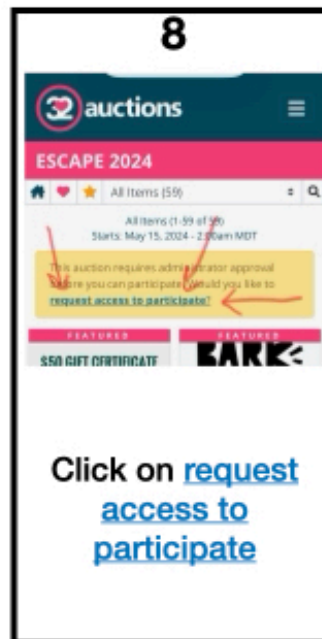 8
32 auctions
ESCAPE 2024
All Items (59)
All Items (1-59 of 59)
Starts: May 15, 2024 - 2:00am MDT
This auction requires administrator approval
before you can participate. Would you like to
request access to participate?
FEATURED
FEATURED
$50 GIFT CERTIFICATE
BARK
Click on request
access to
participate